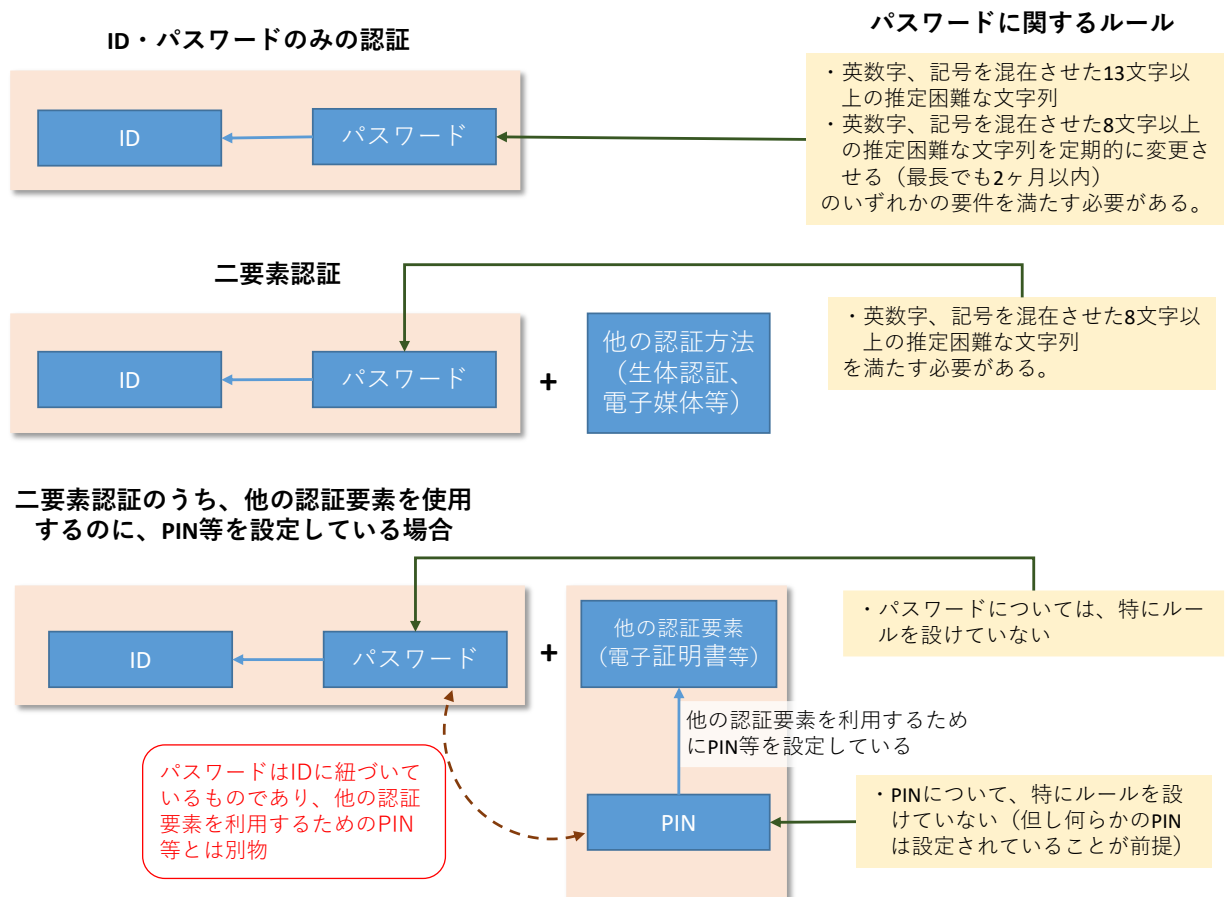 パスワードに関するルール
ID・パスワードのみの認証
ID
パスワード
・英数字、記号を混在させた13文字以
上の推定困難な文字列
・英数字、記号を混在させた8文字以上
の推定困難な文字列を定期的に変更さ
せる（最長でも2ヶ月以内）
のいずれかの要件を満たす必要がある。
二要素認証
ID
パスワード
+
他の認証方法
（生体認証、
電子媒体等）
・英数字、記号を混在させた8文字以
上の推定困難な文字列
を満たす必要がある。
二要素認証のうち、他の認証要素を使用
するのに、PIN等を設定している場合
ID
パスワード
+
他の認証要素
（電子証明書等）
・パスワードについては、特にルー
ルを設けていない
他の認証要素を利用するため
にPIN等を設定している
パスワードはIDに紐づいて
いるものであり、他の認証
要素を利用するためのPIN
等とは別物
PIN
・PINについて、特にルールを設
けていない（但し何らかのPIN
は設定されていることが前提）